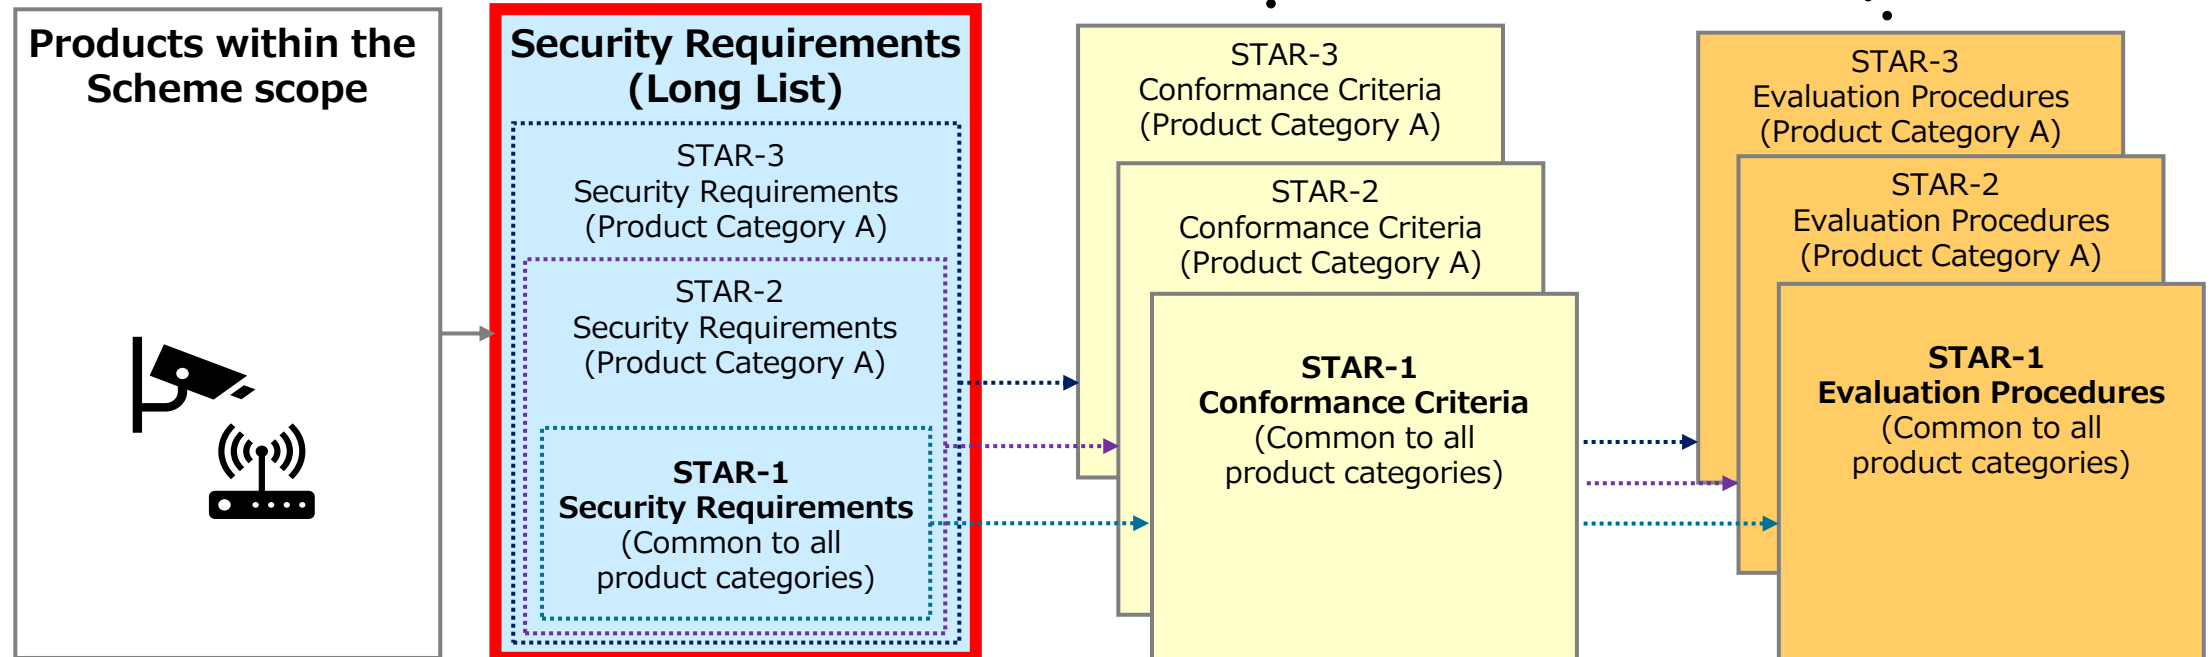 Products within the
Scheme scope
Security Requirements
(Long List)
STAR-3
Security Requirements
(Product Category A)
STAR-2
Security Requirements
(Product Category A)
STAR-1
Security Requirements
(Common to all
product categories)
STAR-3
Conformance Criteria
(Product Category A)
STAR-2
Conformance Criteria
(Product Category A)
STAR-1
Conformance Criteria
(Common to all
product categories)
STAR-3
Evaluation Procedures
(Product Category A)
STAR-2
Evaluation Procedures
(Product Category A)
STAR-1
Evaluation Procedures
(Common to all
product categories)